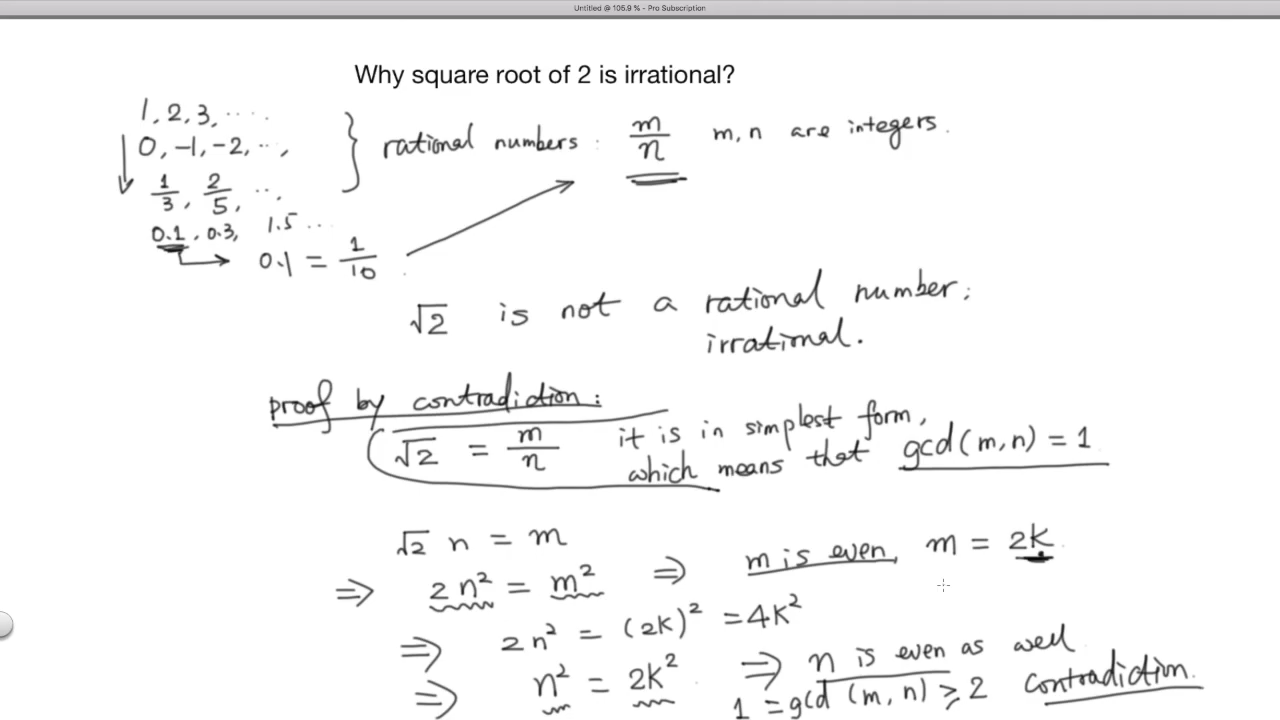 Untitled @ 105.9 % - Pro Subscription
Why square root of 2 is irrational?
1, 2, 3, ....
0, -1, -2, ..,
1/3, 2/5, ..,
0.1, 0.3, 1.5 ...
0.1 = 1/10
rational numbers: m/n m, n are integers.
√2 is not a rational number;
irrational.
proof by contradiction:
√2 = m/n it is in simplest form,
which means that gcd(m, n) = 1
√2 n = m
⇒ 2n² = m² ⇒ m is even, m = 2k
⇒ 2n² = (2k)² = 4k²
⇒ n² = 2k² ⇒ n is even as well
1 = gcd (m, n) ≥ 2 contradiction.